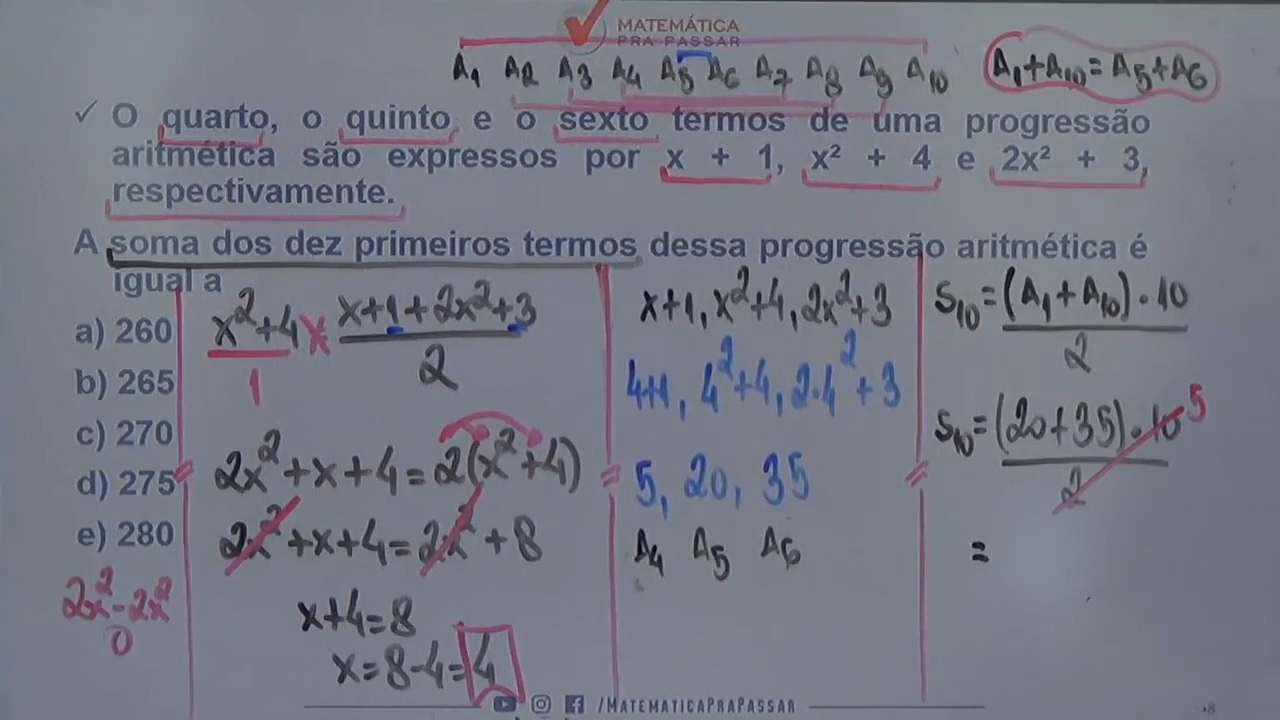 MATEMÁTICA
PRA PASSAR
A1 A2 A3 A4 A5 A6 A7 A8 A9 A10
A1+A10=A5+A6
✓ O quarto, o quinto e o sexto termos de uma progressão
aritmética são expressos por x + 1, x² + 4 e 2x² + 3,
respectivamente.
A soma dos dez primeiros termos dessa progressão aritmética é
igual a
a) 260
b) 265
c) 270
d) 275
e) 280
2x²-2x²
0
x²+4 x x+1+2x²+3
1 2
2x²+x+4=2(x²+4)
2x²+x+4=2x²+8
x+4=8
x=8-4=4
x+1, x²+4, 2x²+3
4+1, 4²+4, 2.4²+3
5, 20, 35
A4 A5 A6
S10=(A1+A10).10
2
S10=(20+35).10 5
2
=
/MATEMATICAPRAPASSAR